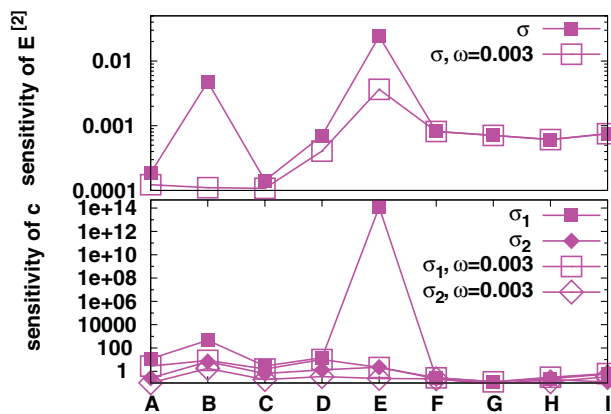 sensitivity of E[2]
0.01
0.001
0.0001
σ
σ, ω=0.003
sensitivity of c
1e+14
1e+12
1e+10
1e+08
1e+06
10000
100
1
σ1
σ2
σ1, ω=0.003
σ2, ω=0.003
A B C D E F G H I